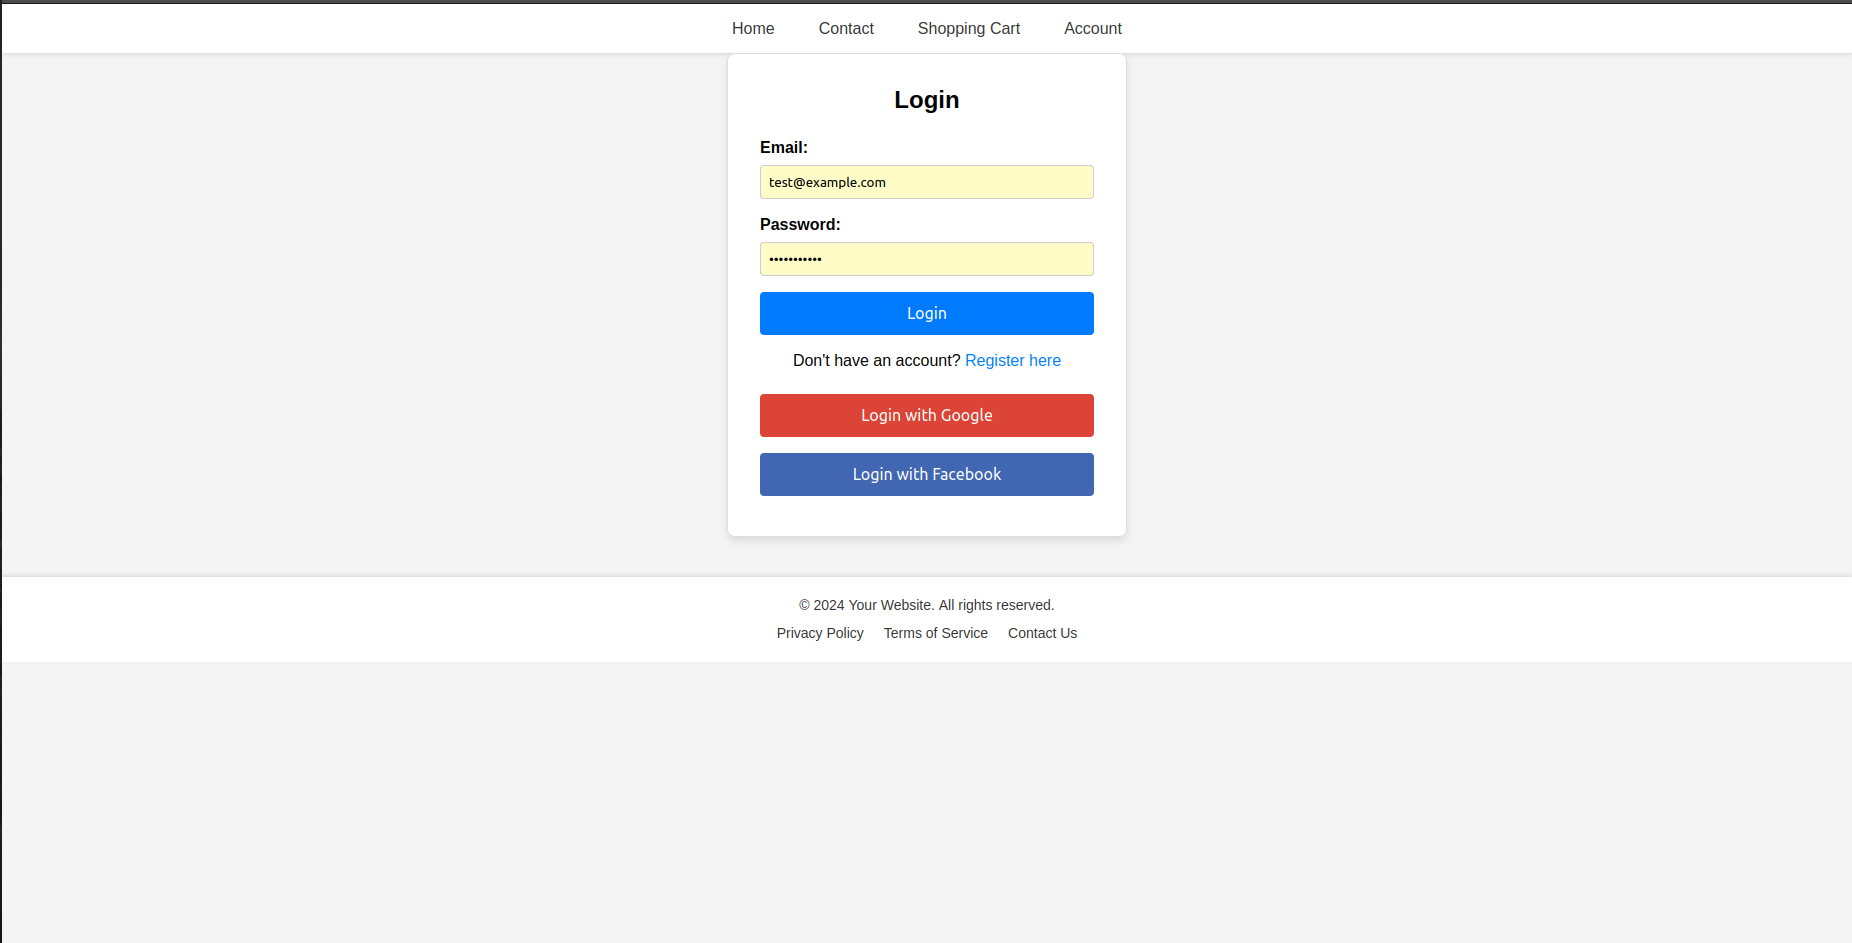 Home Contact Shopping Cart Account
Login
Email:
test@example.com
Password:
•••••••••••
Login
Don't have an account? Register here
Login with Google
Login with Facebook
© 2024 Your Website. All rights reserved.
Privacy Policy Terms of Service Contact Us